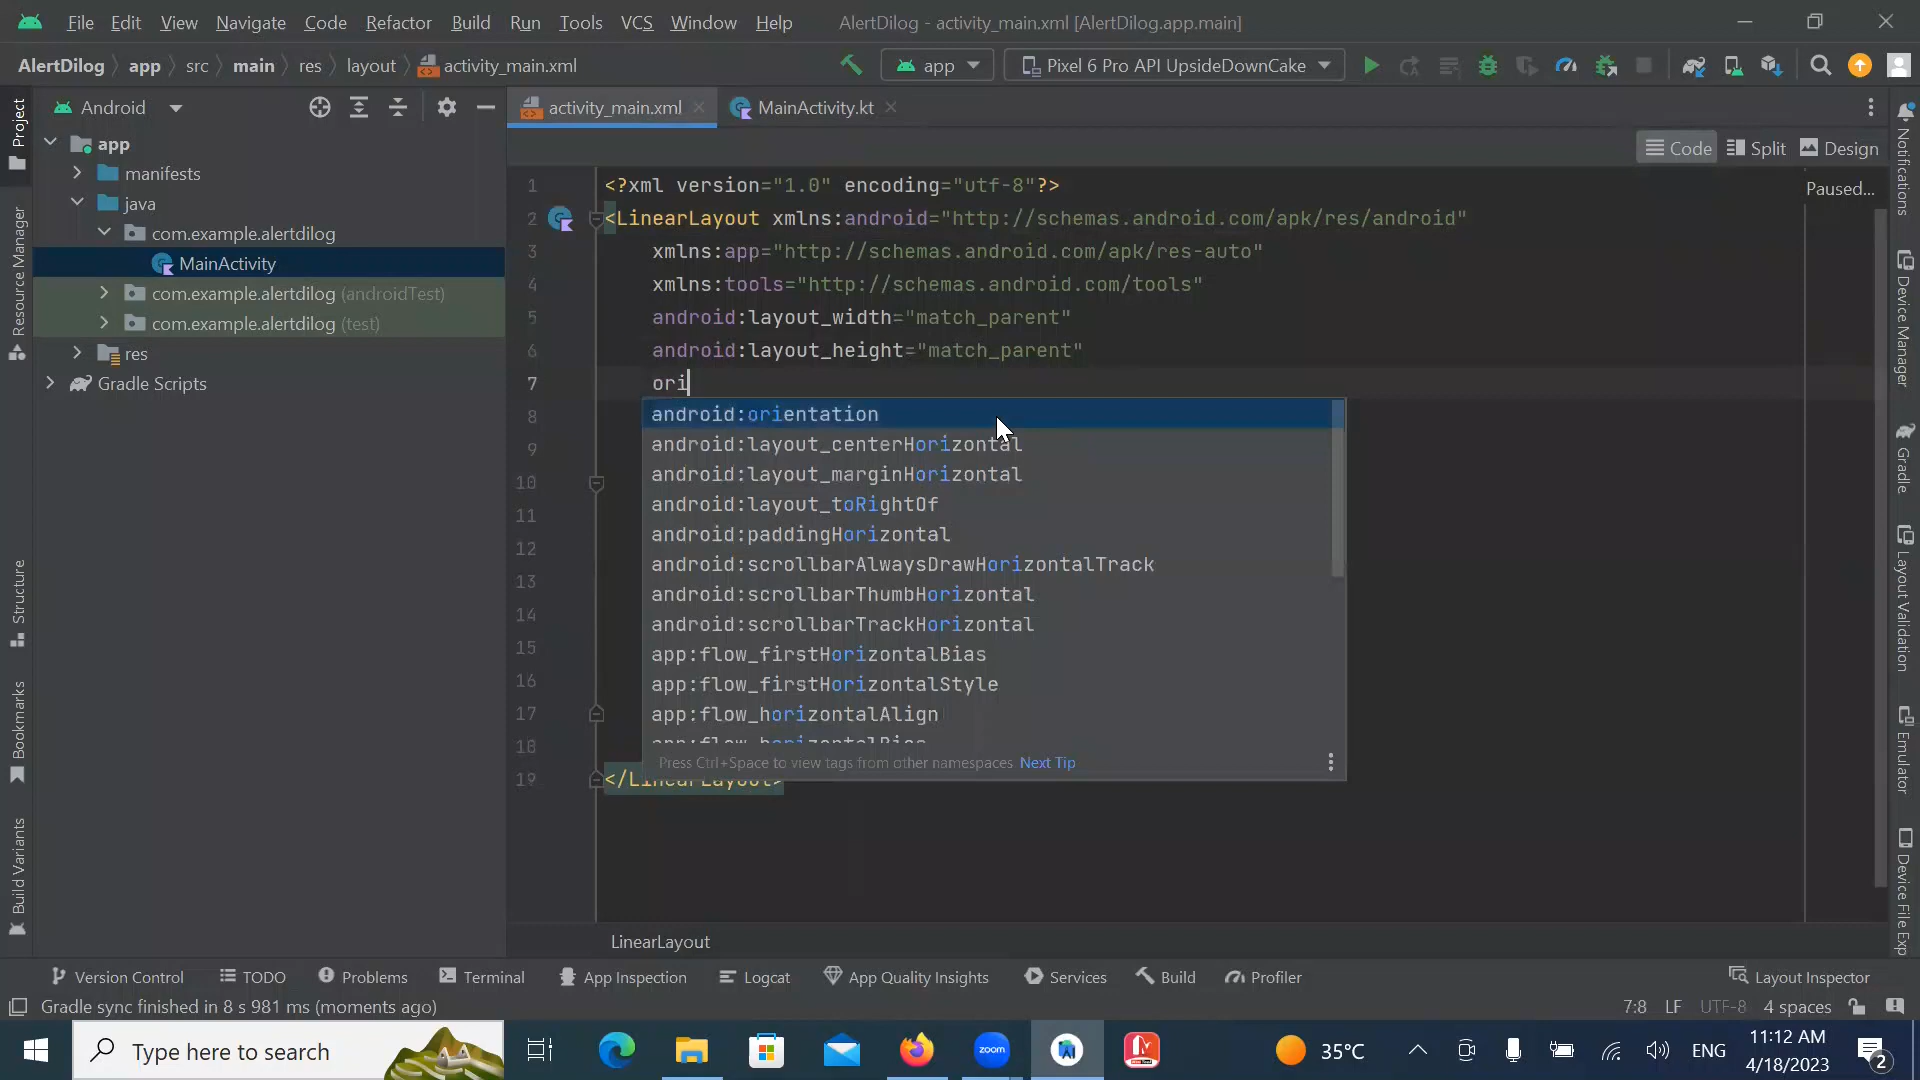 File Edit View Navigate Code Refactor Build Run Tools VCS Window Help AlertDilog - activity_main.xml [AlertDilog.app.main]
AlertDilog app src main res layout activity_main.xml app Pixel 6 Pro API UpsideDownCake
Android activity_main.xml MainActivity.kt
Code Split Design
app
manifests
java
com.example.alertdilog
MainActivity
com.example.alertdilog (androidTest)
com.example.alertdilog (test)
res
Gradle Scripts
Project
Resource Manager
Structure
Bookmarks
Build Variants
1 <?xml version="1.0" encoding="utf-8"?>
2 <LinearLayout xmlns:android="http://schemas.android.com/apk/res/android"
3 xmlns:app="http://schemas.android.com/apk/res-auto"
4 xmlns:tools="http://schemas.android.com/tools"
5 android:layout_width="match_parent"
6 android:layout_height="match_parent"
7 ori
8 android:orientation
9 android:layout_centerHorizontal
android:layout_marginHorizontal
10
11 android:layout_toRightOf
12 android:paddingHorizontal
13 android:scrollbarAlwaysDrawHorizontalTrack
14 android:scrollbarThumbHorizontal
android:scrollbarTrackHorizontal
15 app:flow_firstHorizontalBias
16 app:flow_firstHorizontalStyle
17 app:flow_horizontalAlign
18 app:flow_horizontalBias
Press Ctrl+Space to view tags from other namespaces Next Tip
19 </LinearLayout>
Paused...
Notifications
Device Manager
Gradle
Layout Validation
Emulator
Device File Exp
LinearLayout
Version Control TODO Problems Terminal App Inspection Logcat App Quality Insights Services Build Profiler Layout Inspector
Gradle sync finished in 8 s 981 ms (moments ago) 7:8 LF UTF-8 4 spaces
Type here to search zoom 35°C ENG 11:12 AM
4/18/2023 2